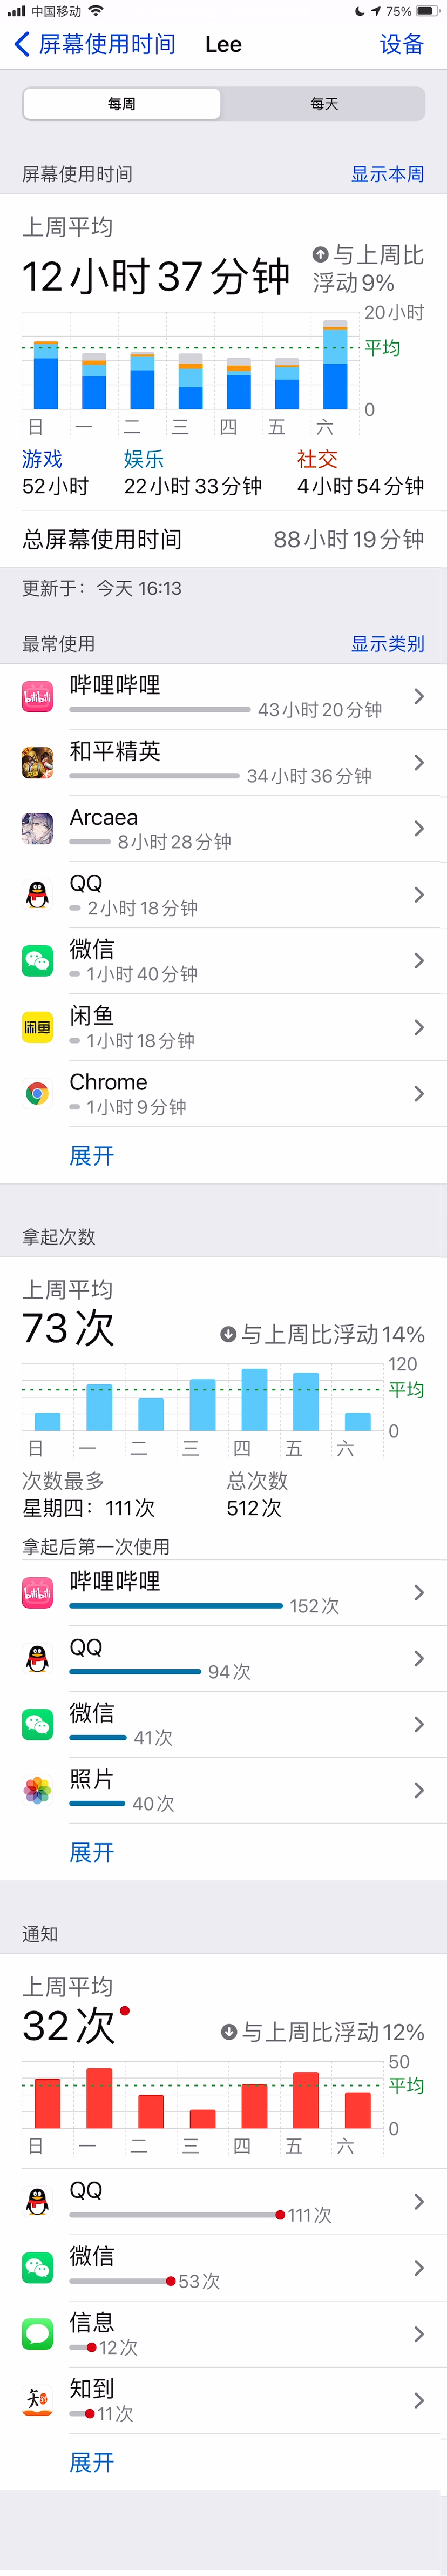 中国移动 75%
屏幕使用时间 Lee 设备
每周 每天
屏幕使用时间 显示本周
上周平均
12小时37分钟 与上周比
浮动9%
20小时
平均
0
日 一 二 三 四 五 六
游戏 娱乐 社交
52小时 22小时33分钟 4小时54分钟
总屏幕使用时间 88小时19分钟
更新于：今天 16:13
最常使用 显示类别
bilibili
哔哩哔哩
43小时20分钟
和平精英
34小时36分钟
Arcaea
8小时28分钟
QQ
2小时18分钟
微信
1小时40分钟
闲鱼
闲鱼
1小时18分钟
Chrome
1小时9分钟
展开
拿起次数
上周平均
73次 与上周比浮动14%
120
平均
0
日 一 二 三 四 五 六
次数最多 总次数
星期四：111次 512次
拿起后第一次使用
bilibili
哔哩哔哩
152次
QQ
94次
微信
41次
照片
40次
展开
通知
上周平均
32次 与上周比浮动12%
50
平均
0
日 一 二 三 四 五 六
QQ
111次
微信
53次
信息
12次
知到
11次
展开